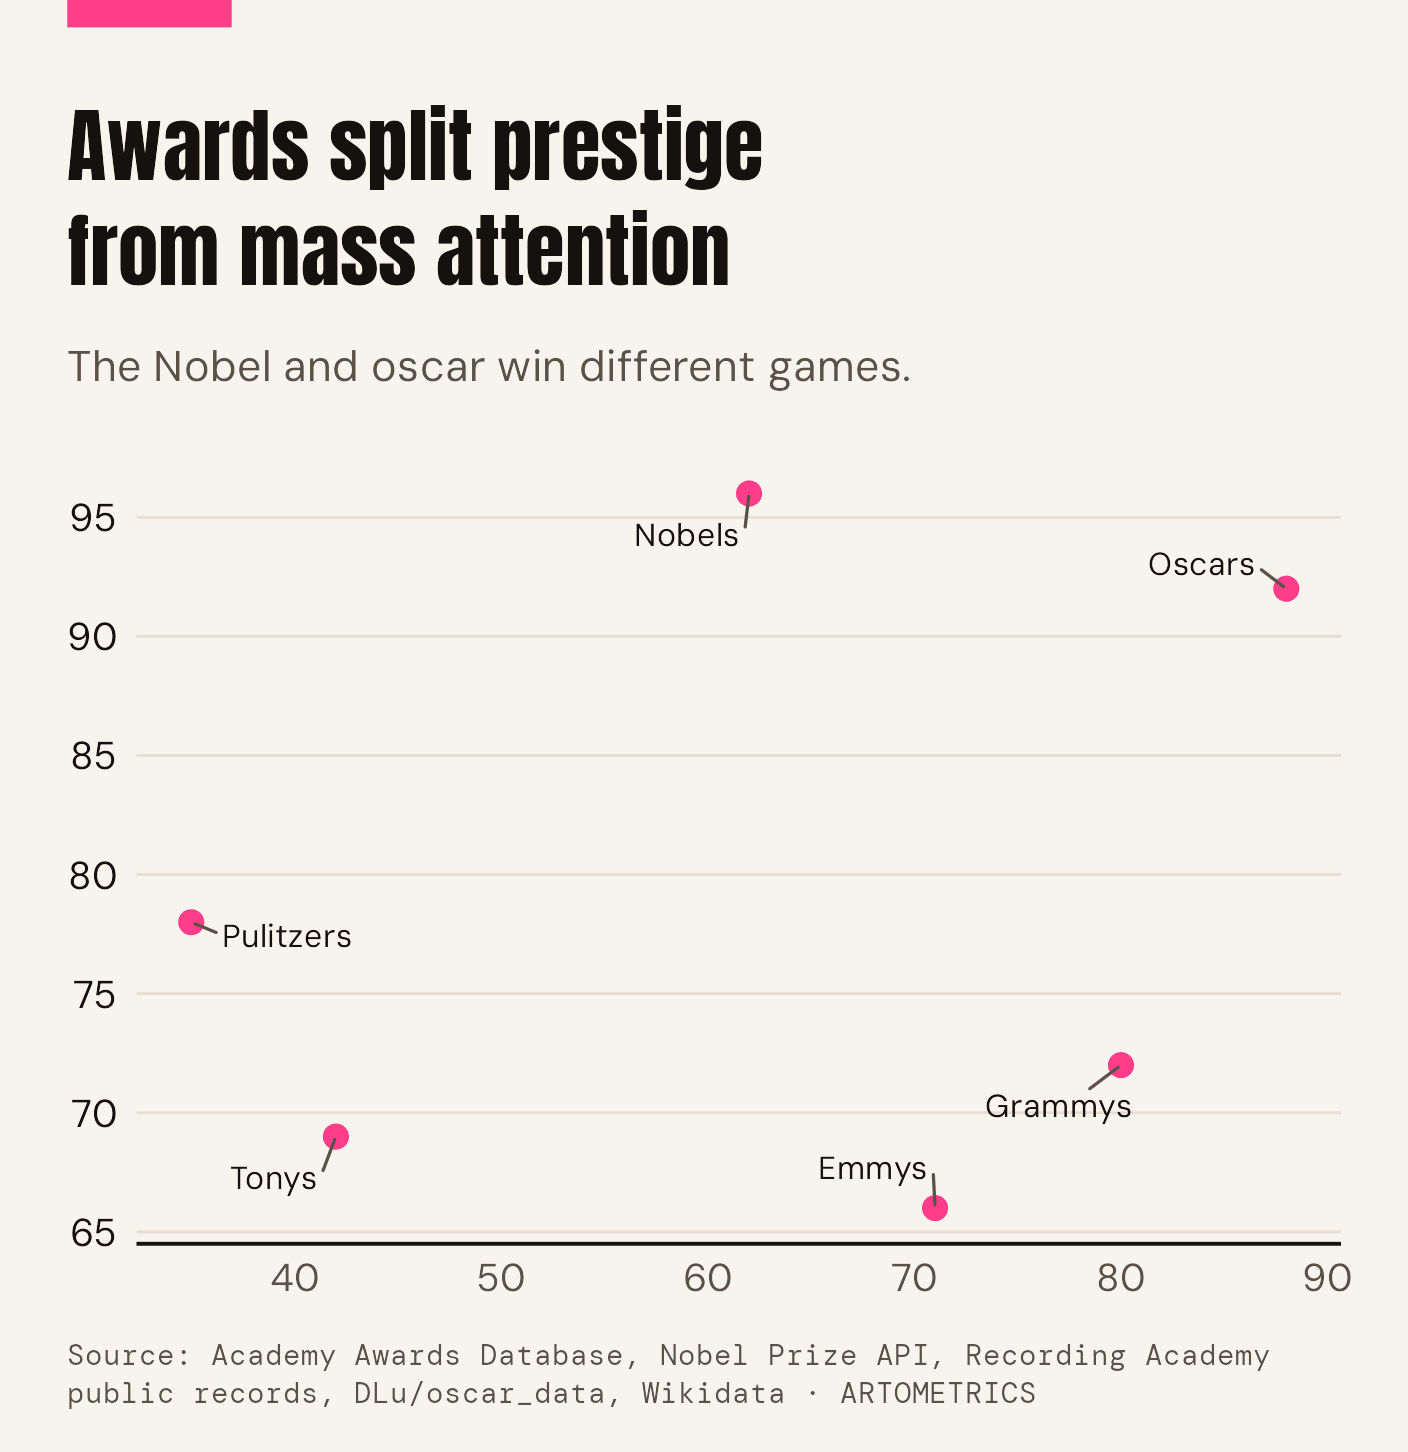 Awards split prestige
from mass attention
The Nobel and oscar win different games.
95
Nobels
Oscars
90
85
80
Pulitzers
75
Grammys
70
Tonys
Emmys
65
40 50 60 70 80 90
Source: Academy Awards Database, Nobel Prize API, Recording Academy
public records, DLu/oscar_data, Wikidata · ARTOMETRICS